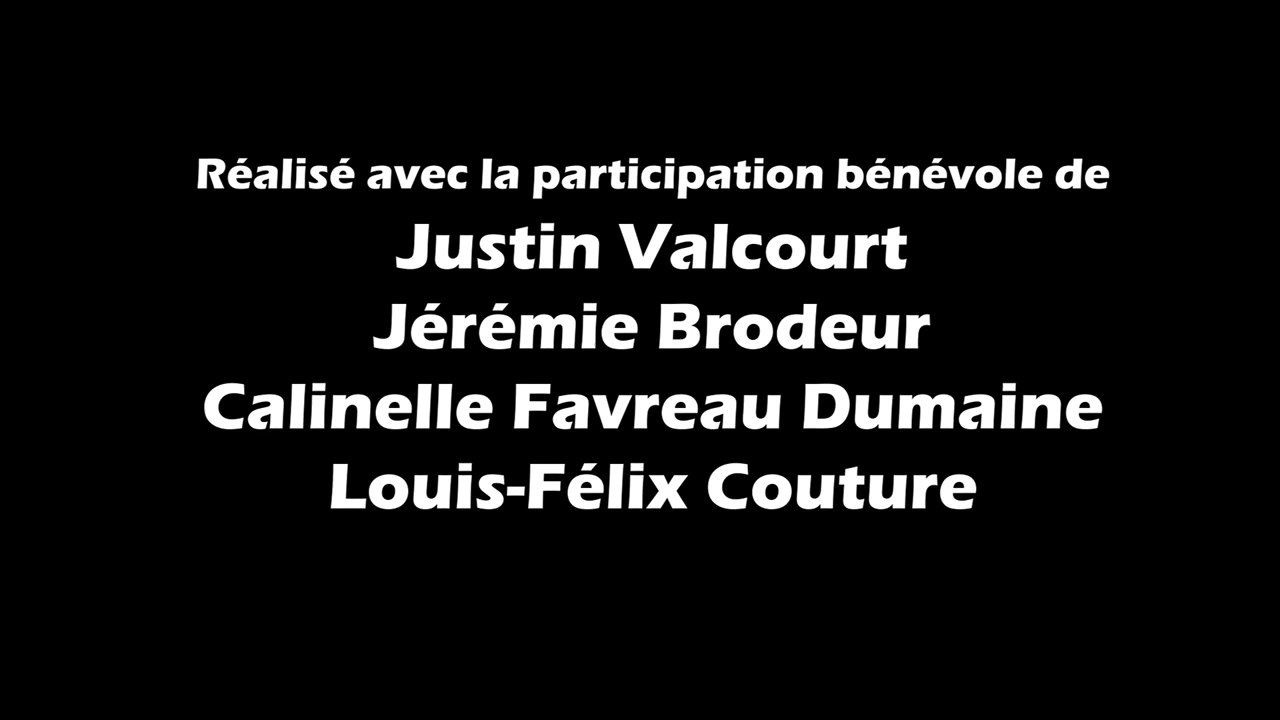 Réalisé avec la participation bénévole de
Justin Valcourt
Jérémie Brodeur
Calinelle Favreau Dumaine
Louis-Félix Couture